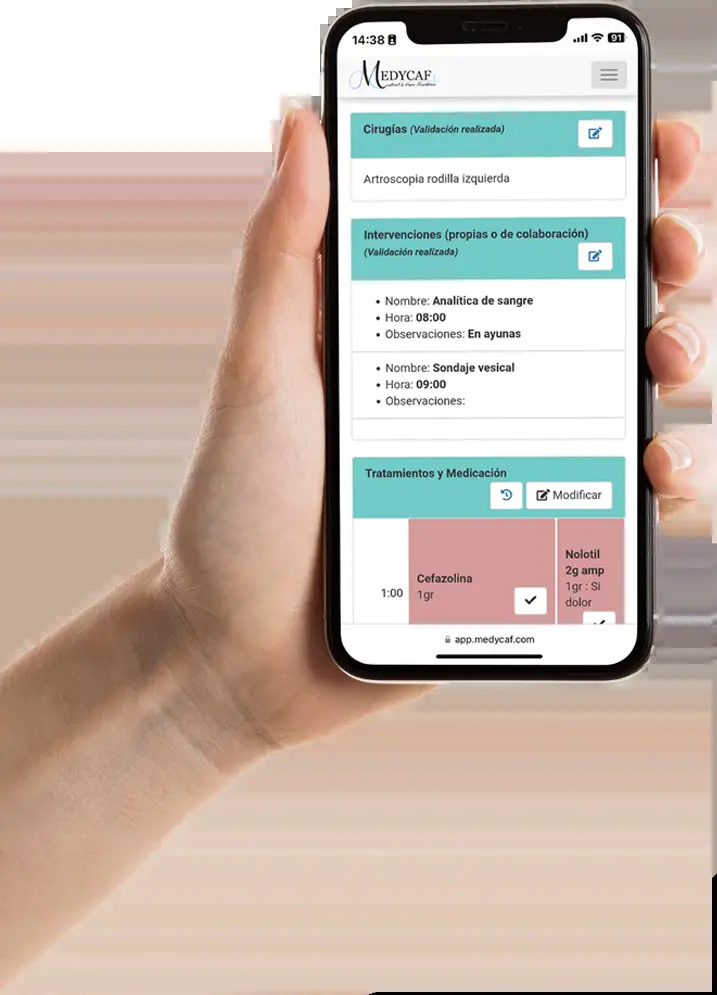 14:38
91
MEDYCAF
Cirugías (Validación realizada)
Artroscopia rodilla izquierda
Intervenciones (propias o de colaboración)
(Validación realizada)
• Nombre: Analítica de sangre
• Hora: 08:00
• Observaciones: En ayunas
• Nombre: Sondaje vesical
• Hora: 09:00
• Observaciones:
Tratamientos y Medicación
Modificar
1:00
Cefazolina
1gr
Nolotil
2g amp
1gr : Si
dolor
app.medycaf.com